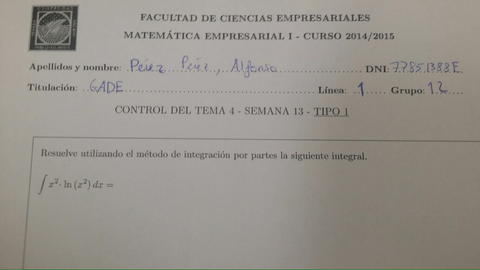 FACULTAD DE CIENCIAS EMPRESARIALES
MATEMÁTICA EMPRESARIAL I - CURSO 2014/2015
Apellidos y nombre: Pérez Pérez, Alfonso DNI: 77851388E
Titulación: GADE Línea: 1 Grupo: 12
CONTROL DEL TEMA 4 - SEMANA 13 - TIPO 1
Resuelve utilizando el método de integración por partes la siguiente integral.
∫ x²· ln (x²) dx =